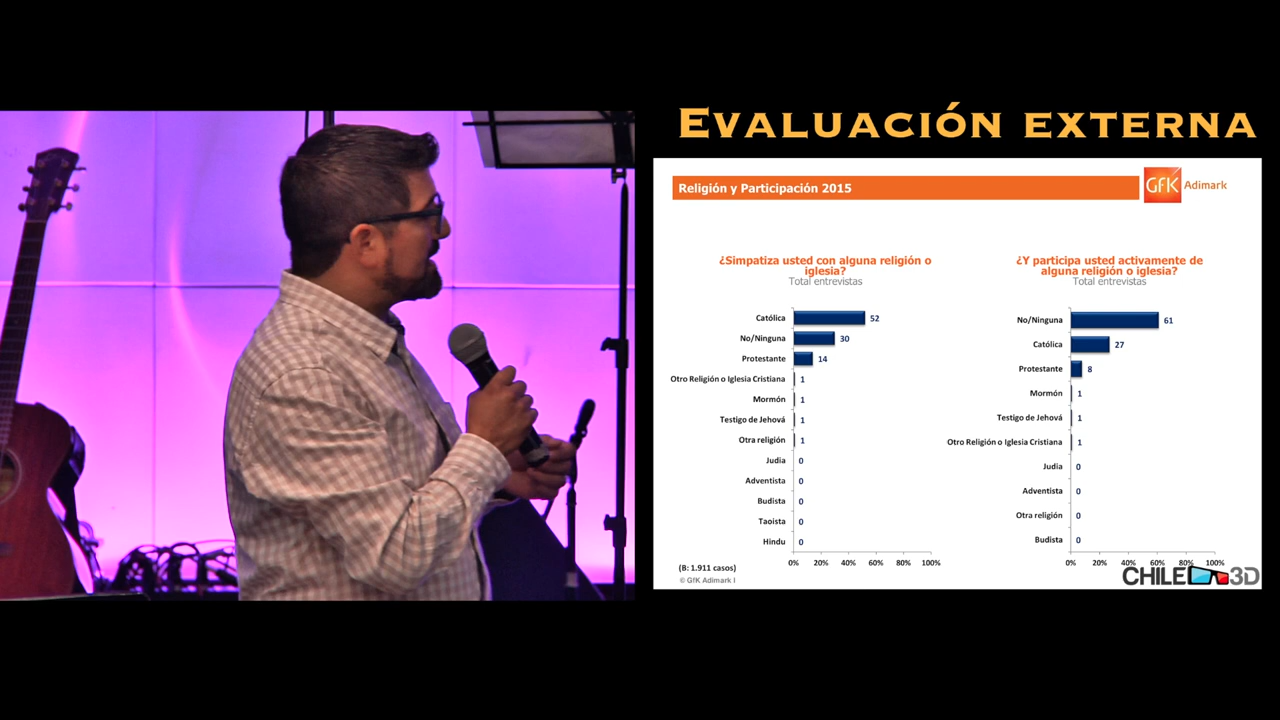 EVALUACIÓN EXTERNA
Religión y Participación 2015
GfK Adimark
¿Simpatiza usted con alguna religión o
iglesia?
Total entrevistas
Católica 52
No/Ninguna 30
Protestante 14
Otro Religión o Iglesia Cristiana 1
Mormón 1
Testigo de Jehová 1
Otra religión 1
Judia 0
Adventista 0
Budista 0
Taoista 0
Hindu 0
0% 20% 40% 60% 80% 100%
(B: 1.911 casos)
© GfK Adimark I
¿Y participa usted activamente de
alguna religión o iglesia?
Total entrevistas
No/Ninguna 61
Católica 27
Protestante 8
Mormón 1
Testigo de Jehová 1
Otro Religión o Iglesia Cristiana 1
Judia 0
Adventista 0
Otra religión 0
Budista 0
0% 20% 40% 60% 80% 100%
CHILE 3D